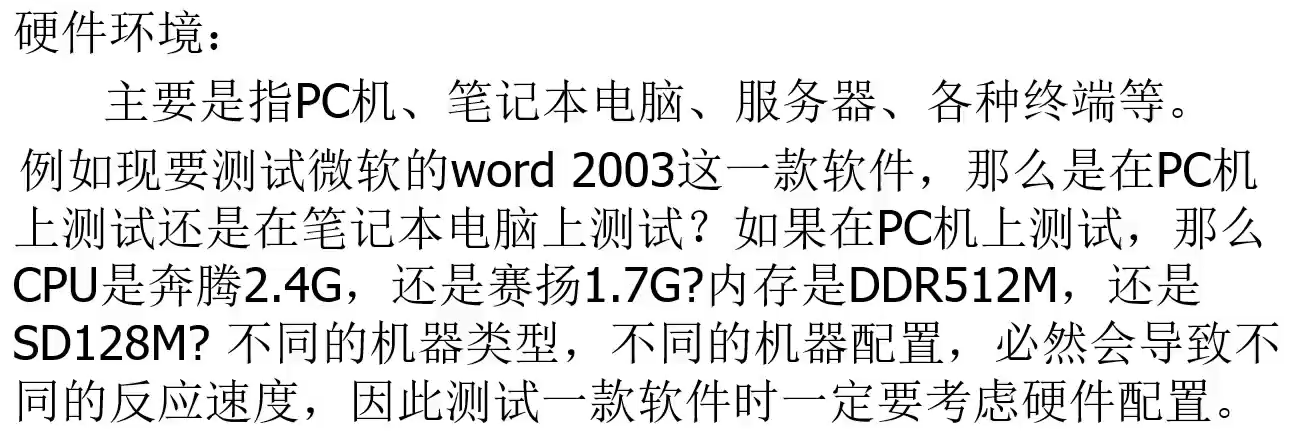 硬件环境：
主要是指PC机、笔记本电脑、服务器、各种终端等。
例如现要测试微软的word 2003这一款软件，那么是在PC机
上测试还是在笔记本电脑上测试？如果在PC机上测试，那么
CPU是奔腾2.4G，还是赛扬1.7G?内存是DDR512M，还是
SD128M? 不同的机器类型，不同的机器配置，必然会导致不
同的反应速度，因此测试一款软件时一定要考虑硬件配置。